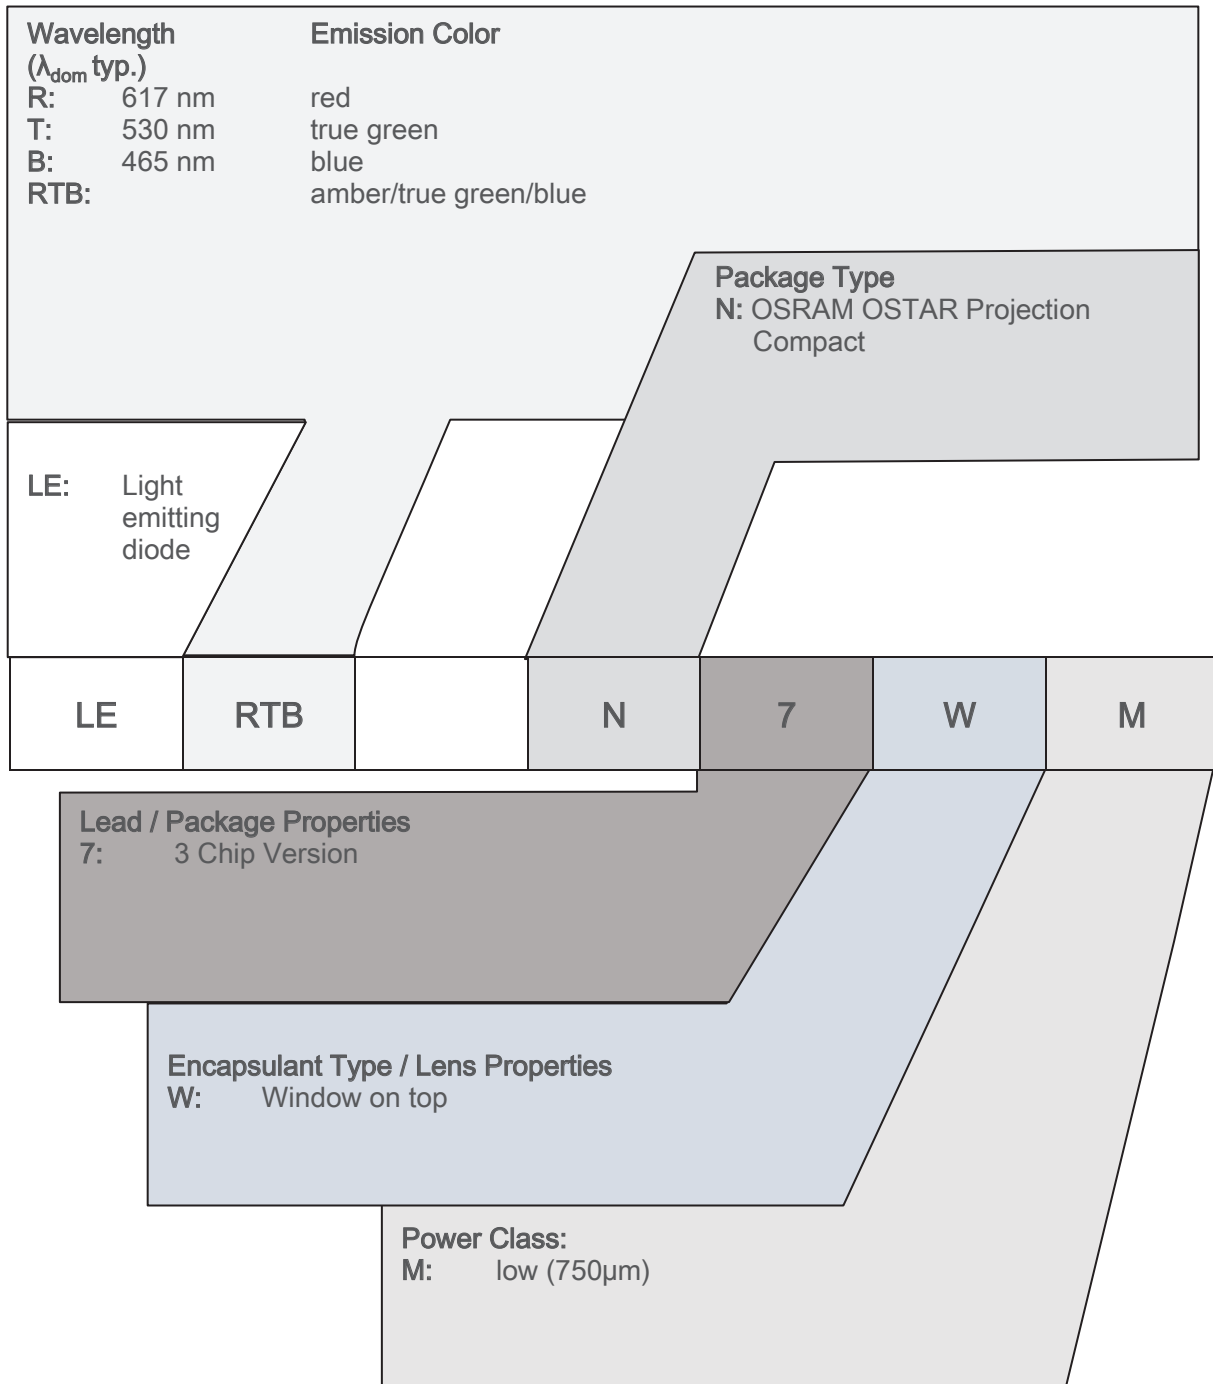 Wavelength Emission Color
(λdom typ.)
R: 617 nm red
T: 530 nm true green
B: 465 nm blue
RTB: amber/true green/blue
Package Type
N: OSRAM OSTAR Projection
Compact
LE: Light
emitting
diode
LE RTB N 7 W M
Lead / Package Properties
7: 3 Chip Version
Encapsulant Type / Lens Properties
W: Window on top
Power Class:
M: low (750µm)